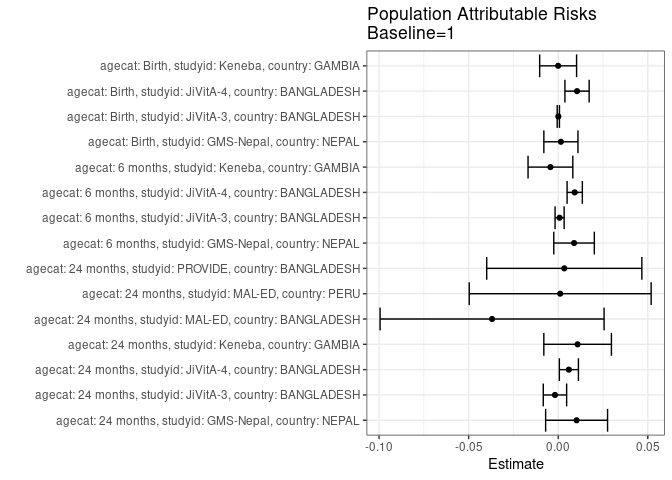 Population Attributable Risks
Baseline=1
agecat: Birth, studyid: Keneba, country: GAMBIA
agecat: Birth, studyid: JiVitA-4, country: BANGLADESH
agecat: Birth, studyid: JiVitA-3, country: BANGLADESH
agecat: Birth, studyid: GMS-Nepal, country: NEPAL
agecat: 6 months, studyid: Keneba, country: GAMBIA
agecat: 6 months, studyid: JiVitA-4, country: BANGLADESH
agecat: 6 months, studyid: JiVitA-3, country: BANGLADESH
agecat: 6 months, studyid: GMS-Nepal, country: NEPAL
agecat: 24 months, studyid: PROVIDE, country: BANGLADESH
agecat: 24 months, studyid: MAL-ED, country: PERU
agecat: 24 months, studyid: MAL-ED, country: BANGLADESH
agecat: 24 months, studyid: Keneba, country: GAMBIA
agecat: 24 months, studyid: JiVitA-4, country: BANGLADESH
agecat: 24 months, studyid: JiVitA-3, country: BANGLADESH
agecat: 24 months, studyid: GMS-Nepal, country: NEPAL
-0.10 -0.05 0.00 0.05
Estimate